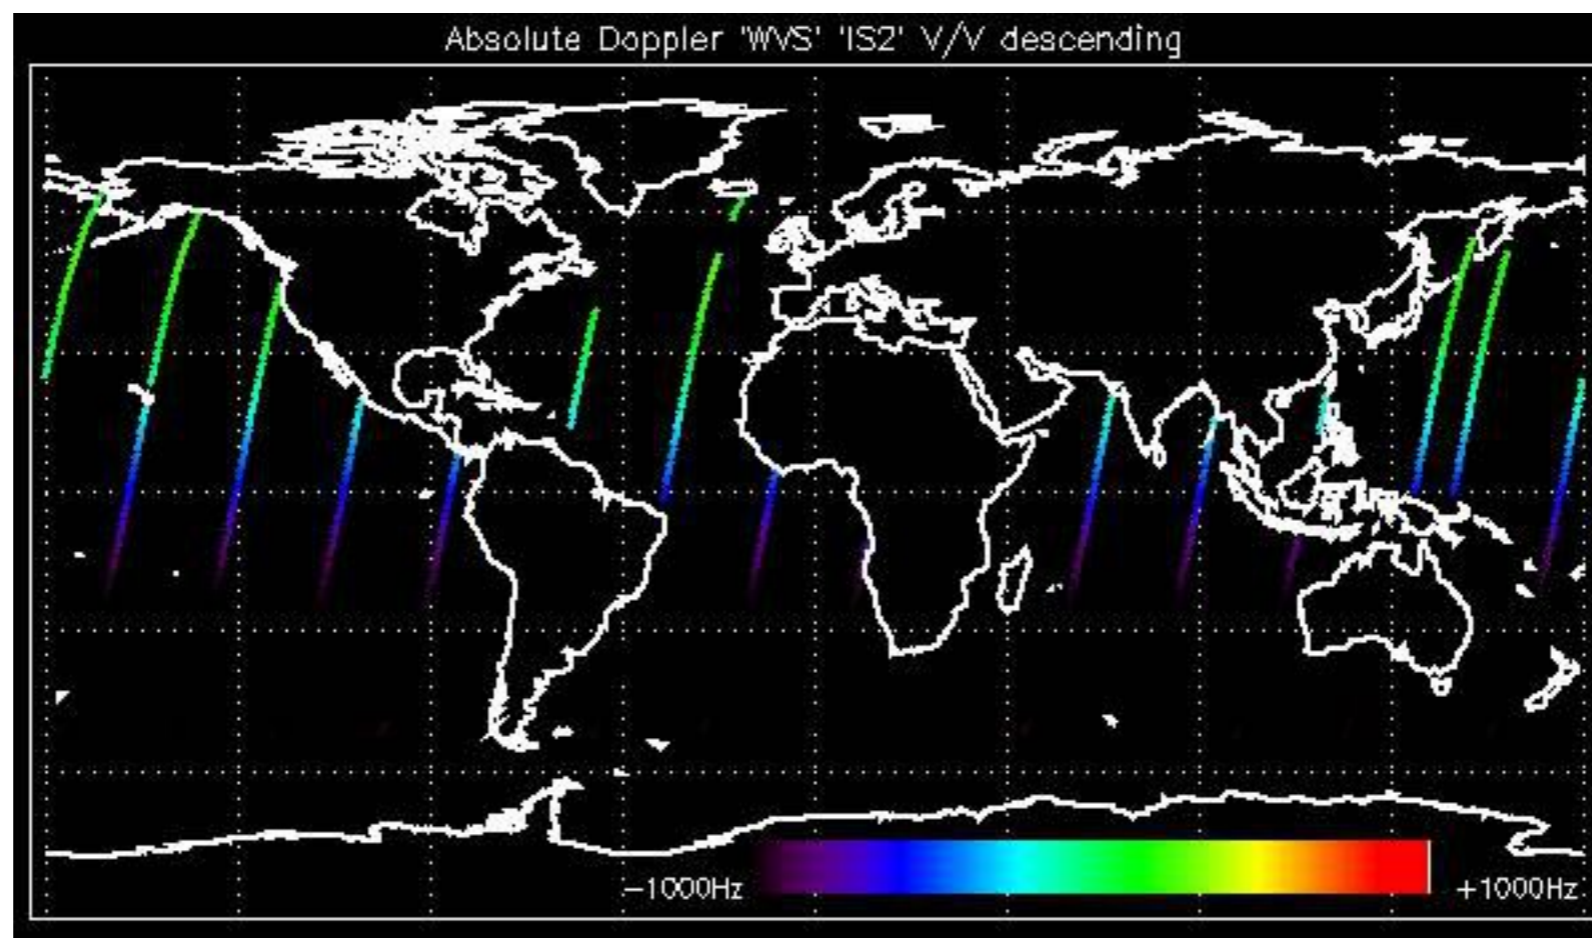 Absolute Doppler 'WVS' 'IS2' V/V descending
−1000Hz
+1000Hz